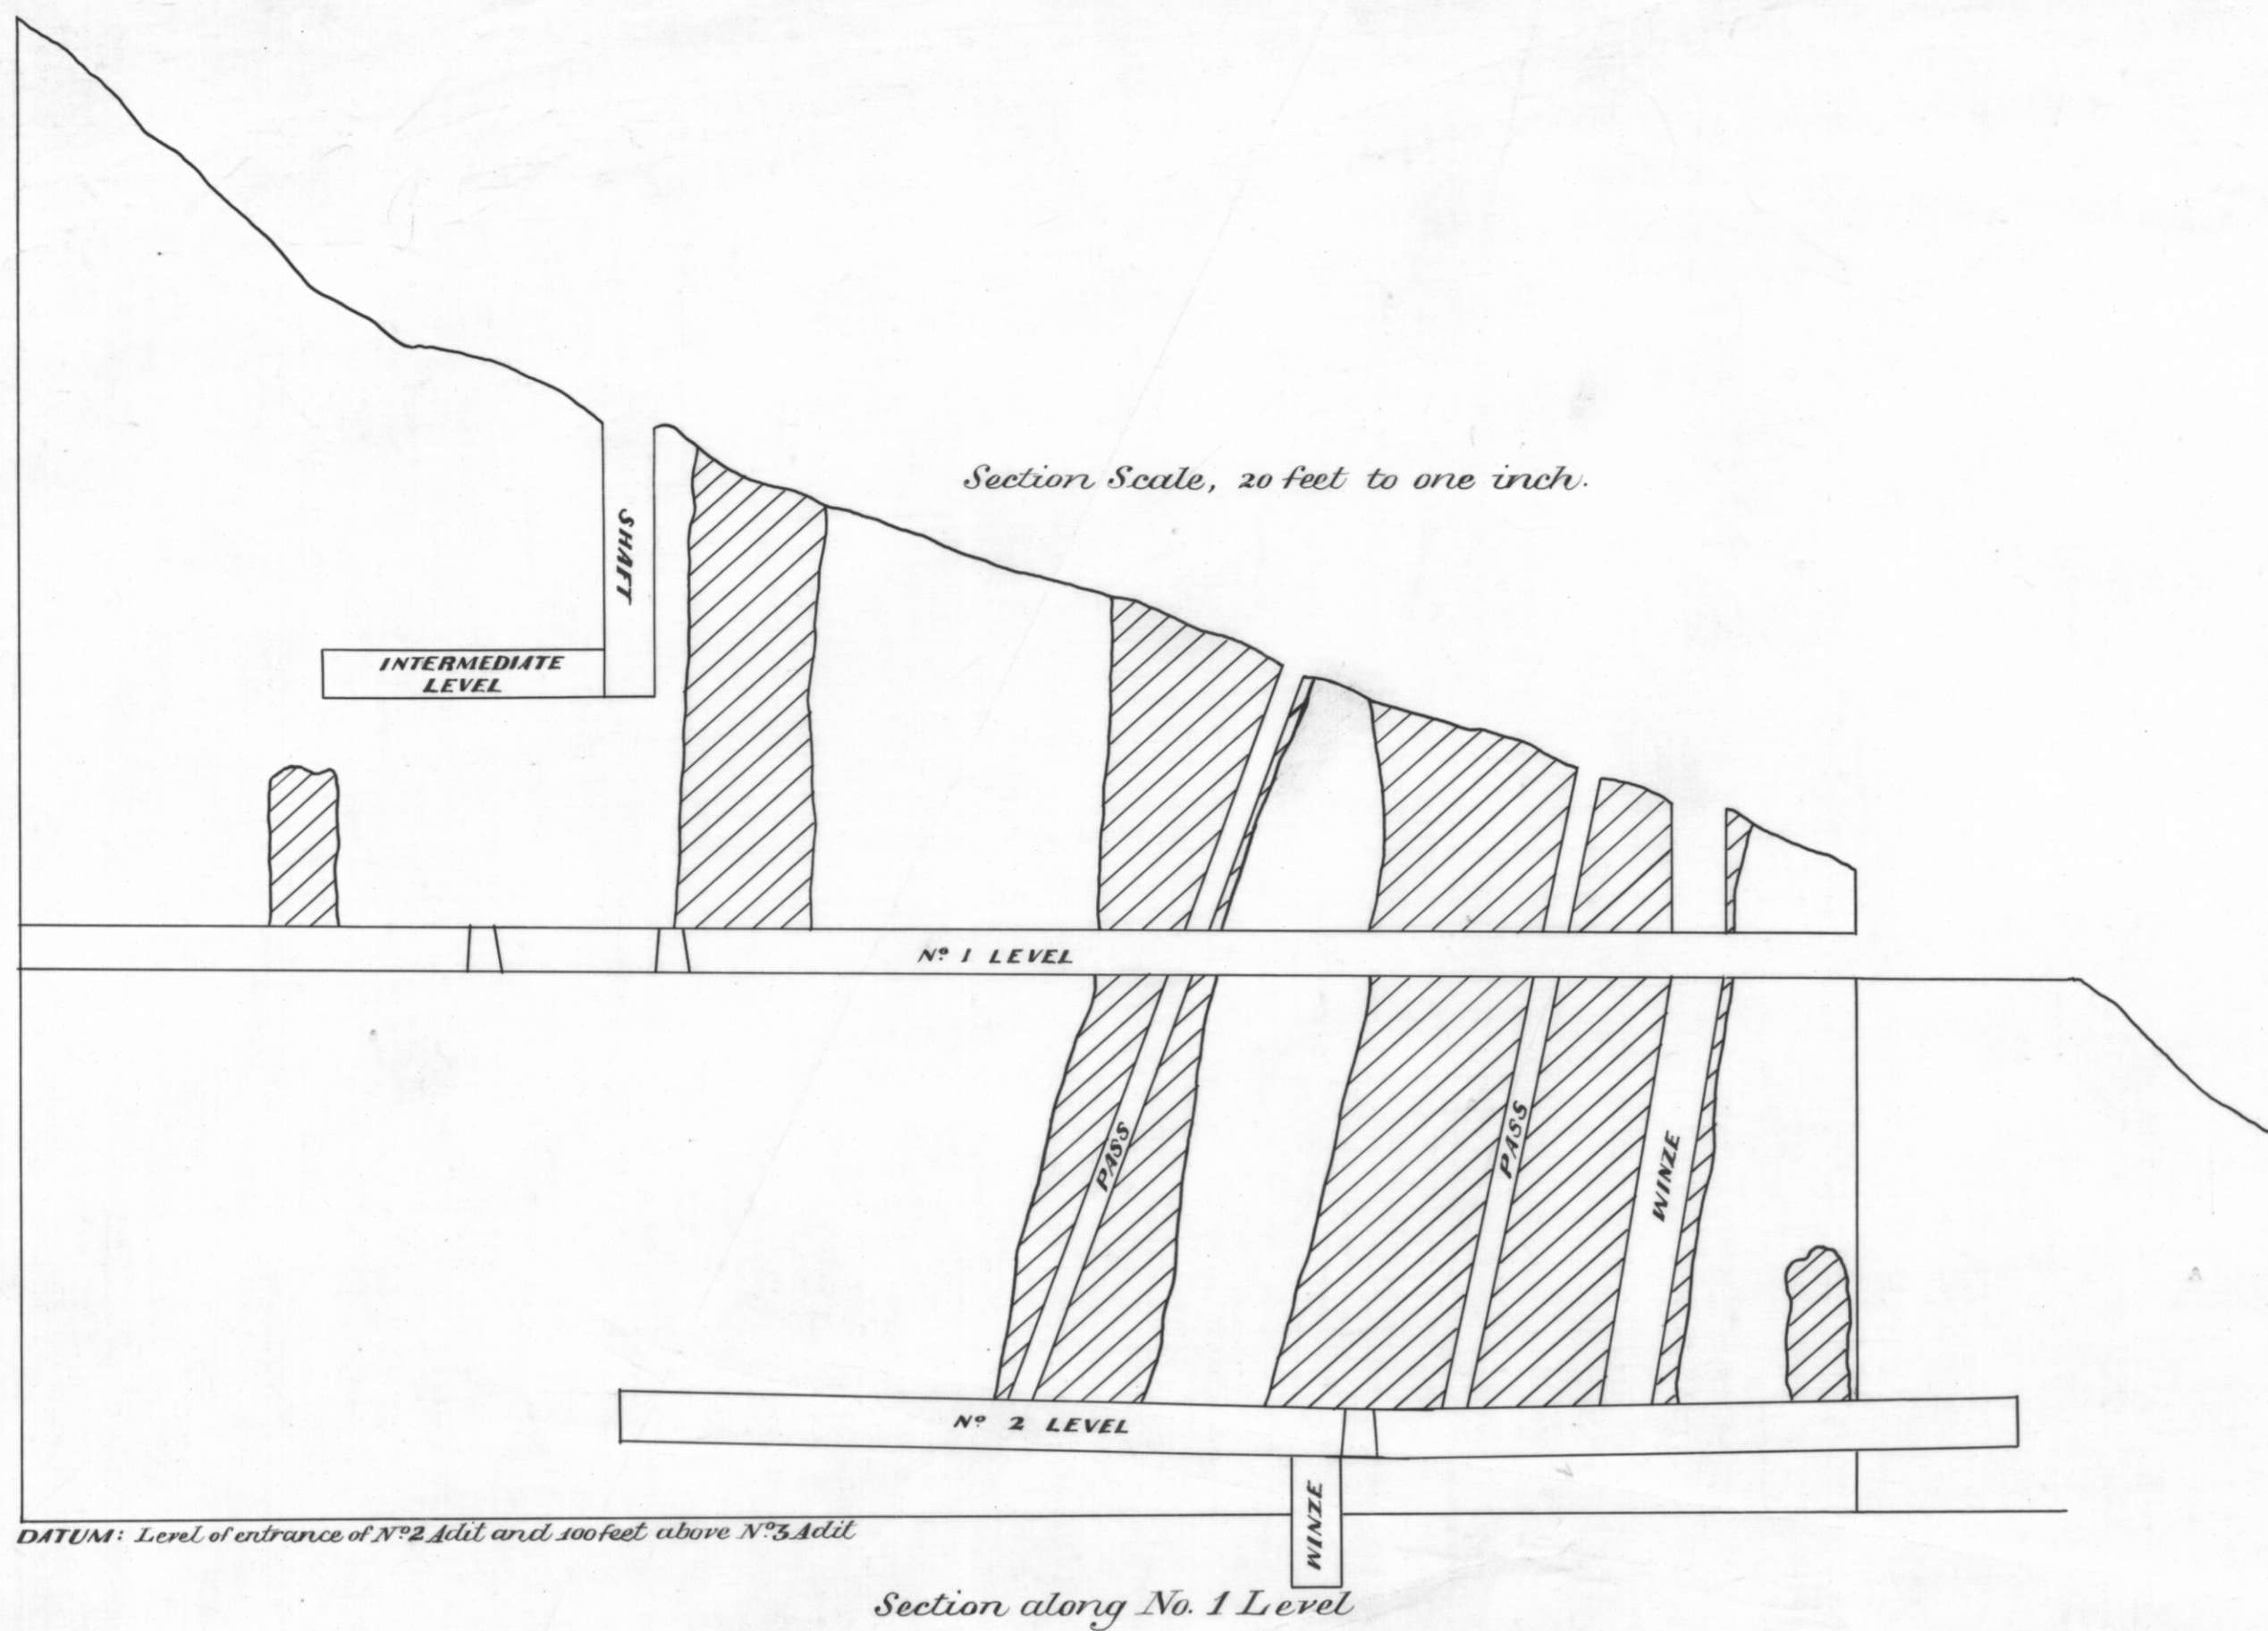 Section Scale, 20 feet to one inch.
SHAFT
INTERMEDIATE
LEVEL
Nº 1 LEVEL
PASS
PASS
WINZE
Nº 2 LEVEL
WINZE
DATUM: Level of entrance of Nº 2 Adit and 100 feet above Nº 3 Adit
Section along No. 1 Level